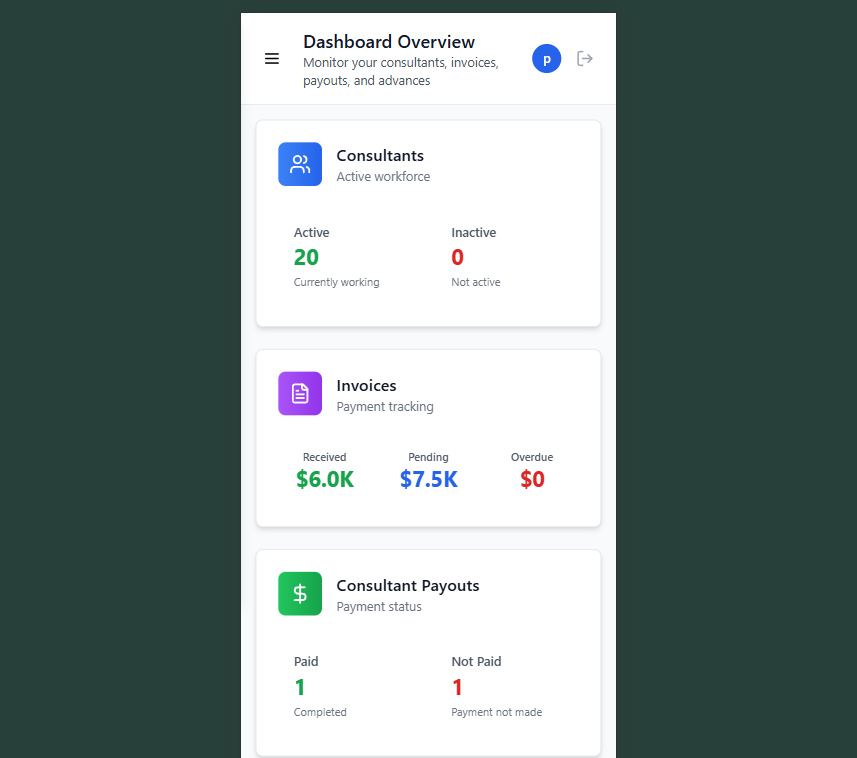 Dashboard Overview
Monitor your consultants, invoices,
payouts, and advances
p
Consultants
Active workforce
Active
Inactive
20
0
Currently working
Not active
Invoices
Payment tracking
Received
Pending
Overdue
$6.0K
$7.5K
$0
Consultant Payouts
Payment status
Paid
Not Paid
1
1
Completed
Payment not made